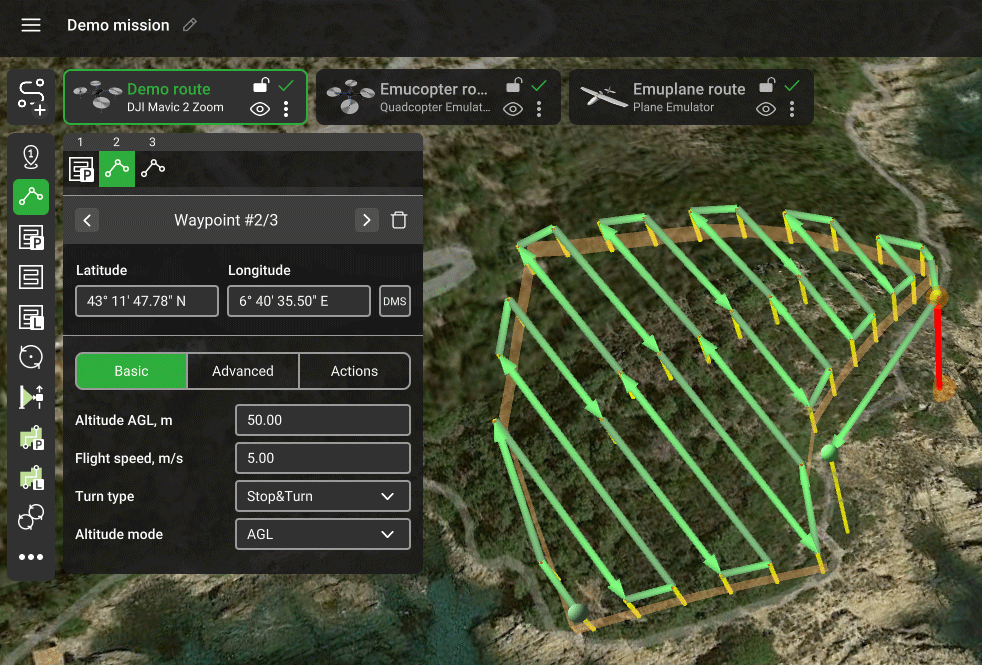 Demo mission
Demo route
DJI Mavic 2 Zoom
Emucopter ro...
Quadcopter Emulat...
Emuplane route
Plane Emulator
1 2 3
1
P
P
L
P
L
Waypoint #2/3
Latitude Longitude
43° 11' 47.78" N 6° 40' 35.50" E DMS
Basic Advanced Actions
Altitude AGL, m 50.00
Flight speed, m/s 5.00
Turn type Stop&Turn
Altitude mode AGL